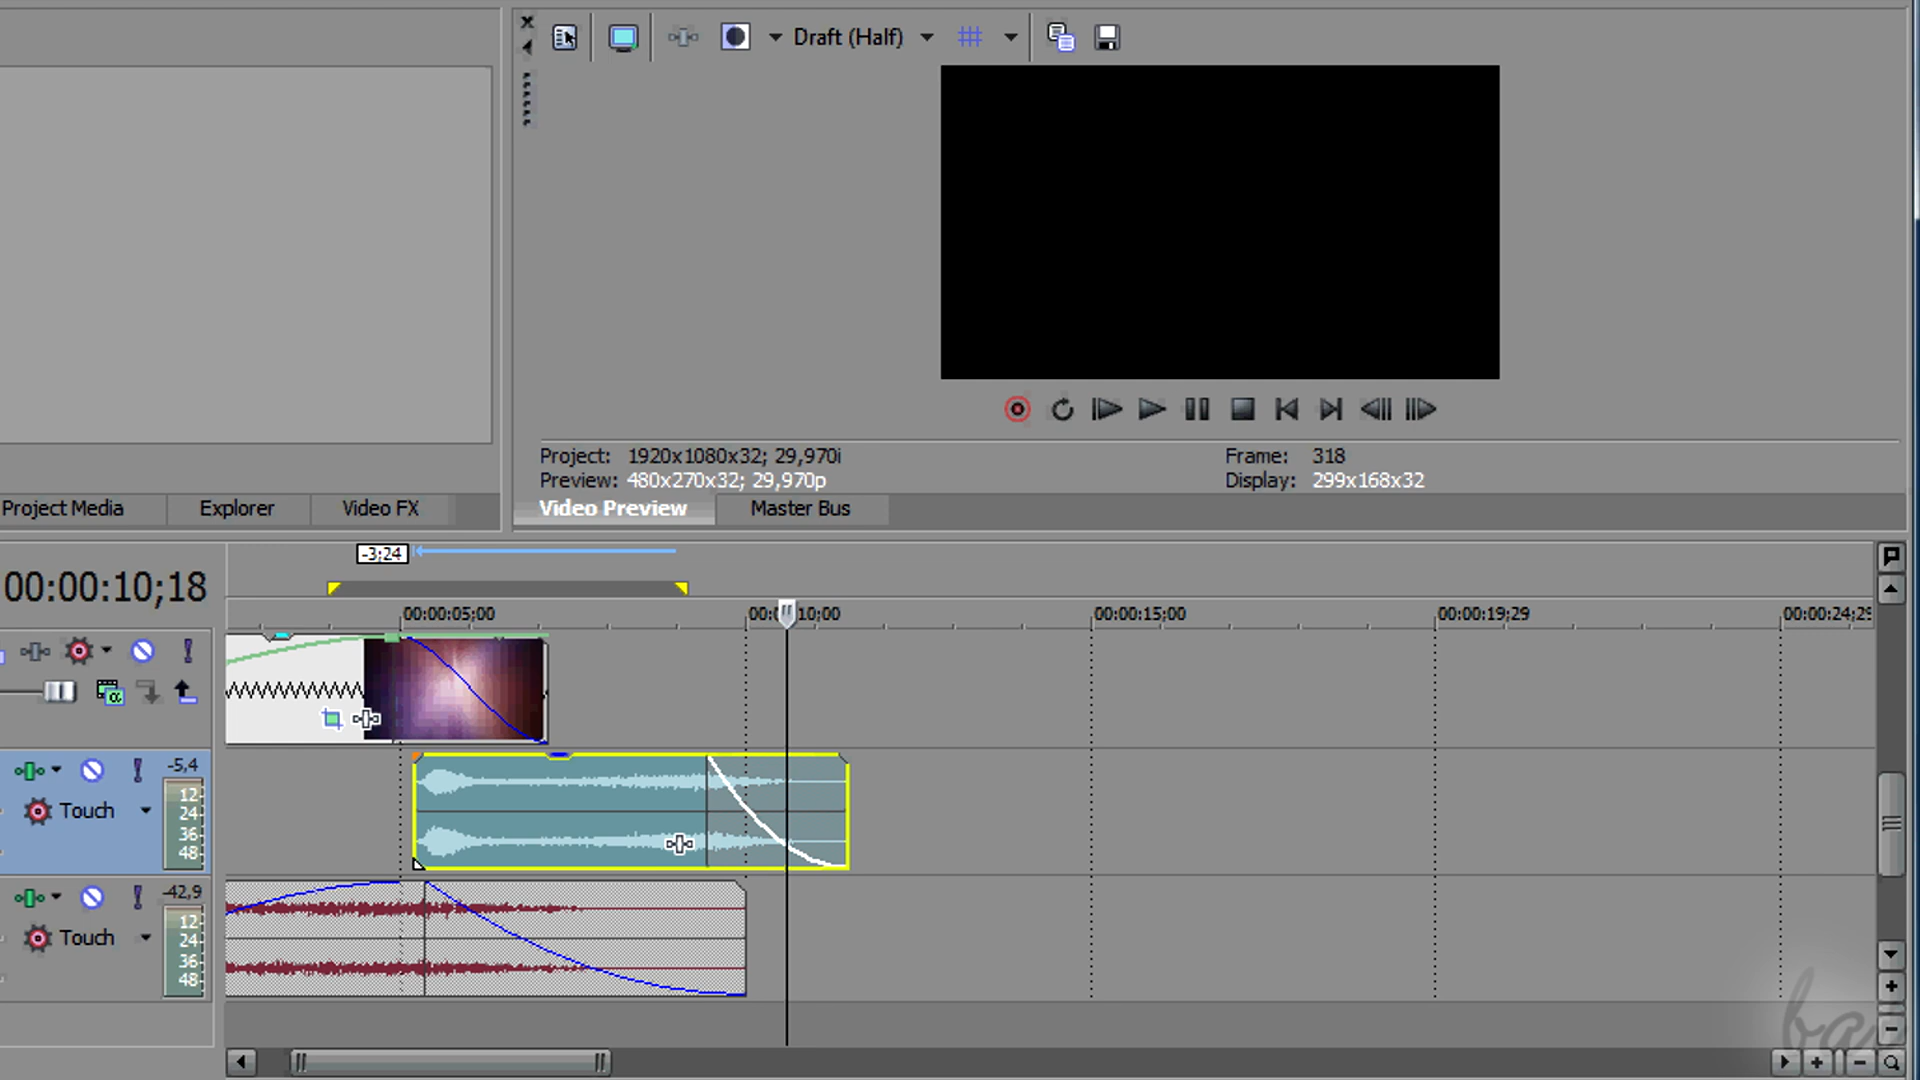 Draft (Half)
Project: 1920x1080x32; 29,970i
Frame: 318
Preview: 480x270x32; 29,970p
Display: 299x168x32
Project Media
Explorer
Video FX
Video Preview
Master Bus
-3;24
00:00:10;18
00:00:05;00
00:00:10;00
00:00:15;00
00:00:19;29
00:00:24;29
-5,4
12
24
36
48
Touch
-42,9
12
24
36
48
Touch